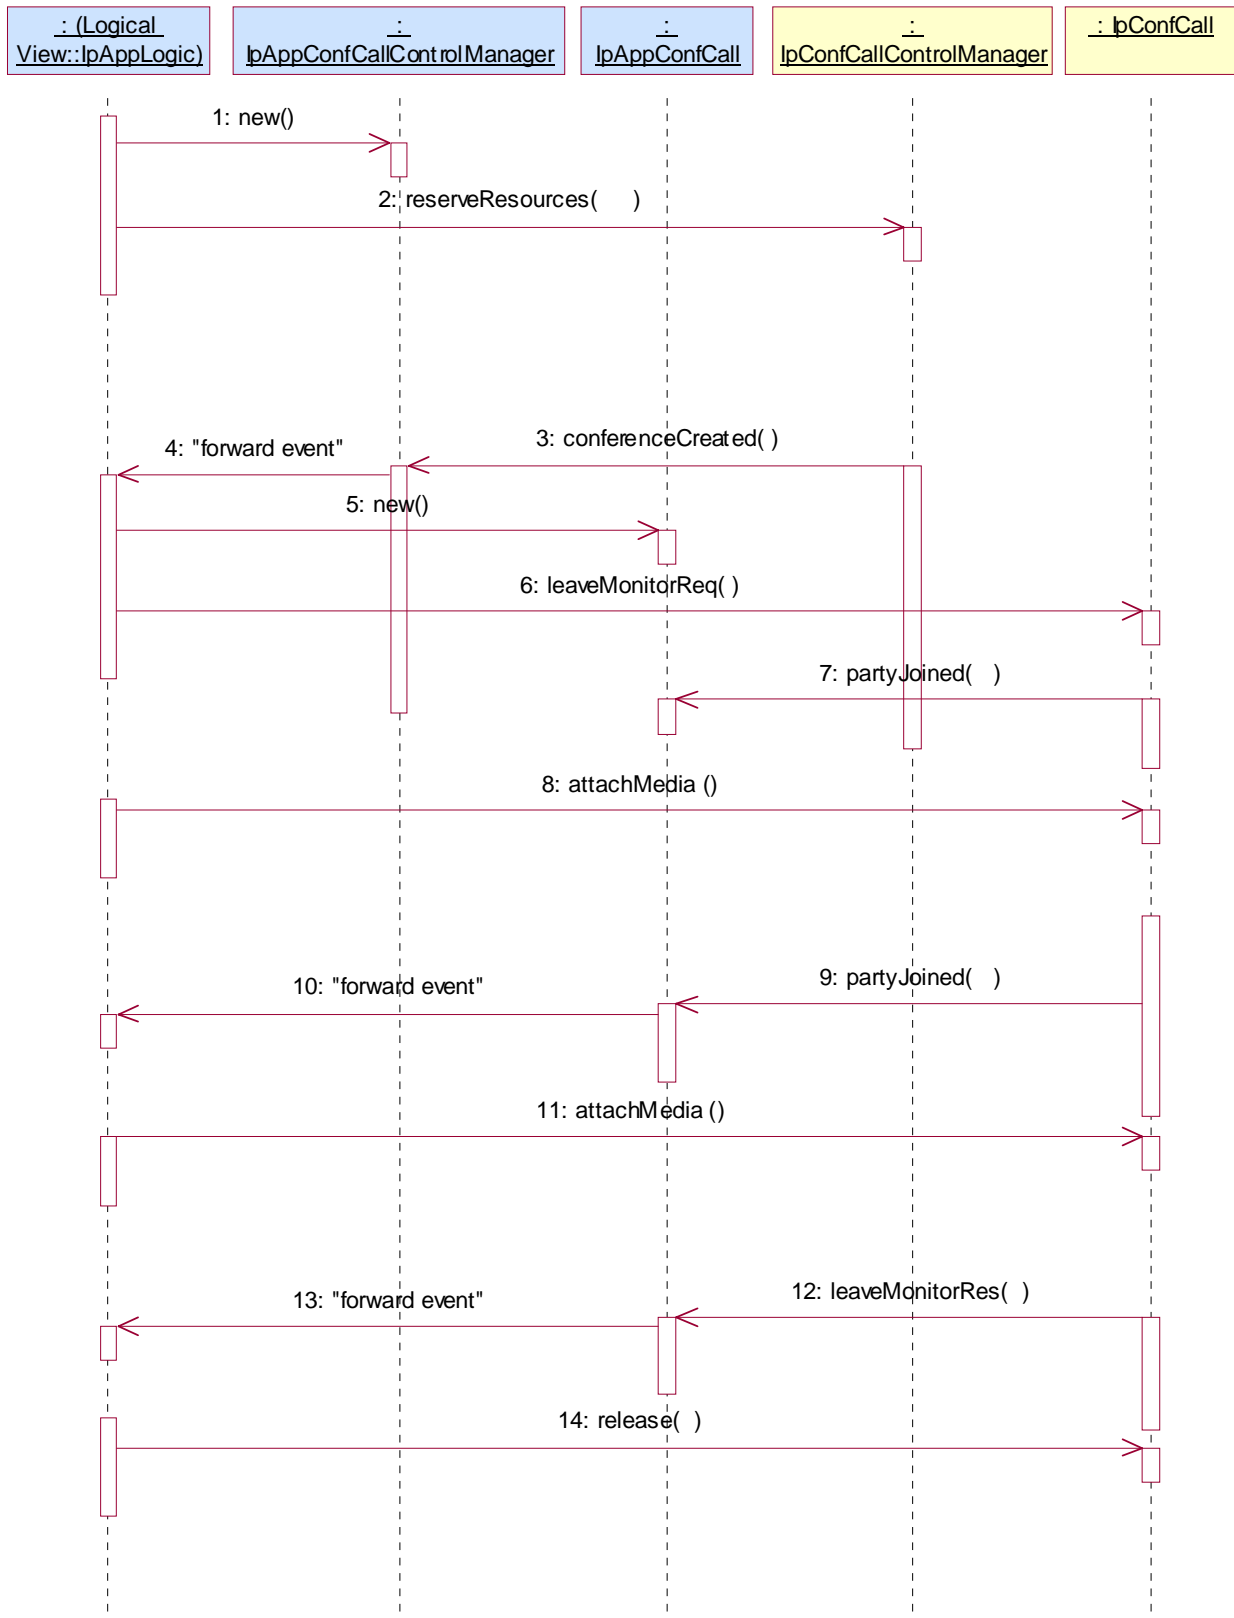 : (Logical
View::IpAppLogic)
:
IpAppConfCallControlManager
:
IpAppConfCall
:
IpConfCallControlManager
: IpConfCall
1: new()
2: reserveResources( )
3: conferenceCreated( )
4: "forward event"
5: new()
6: leaveMonitorReq( )
7: partyJoined( )
8: attachMedia ()
9: partyJoined( )
10: "forward event"
11: attachMedia ()
12: leaveMonitorRes( )
13: "forward event"
14: release( )